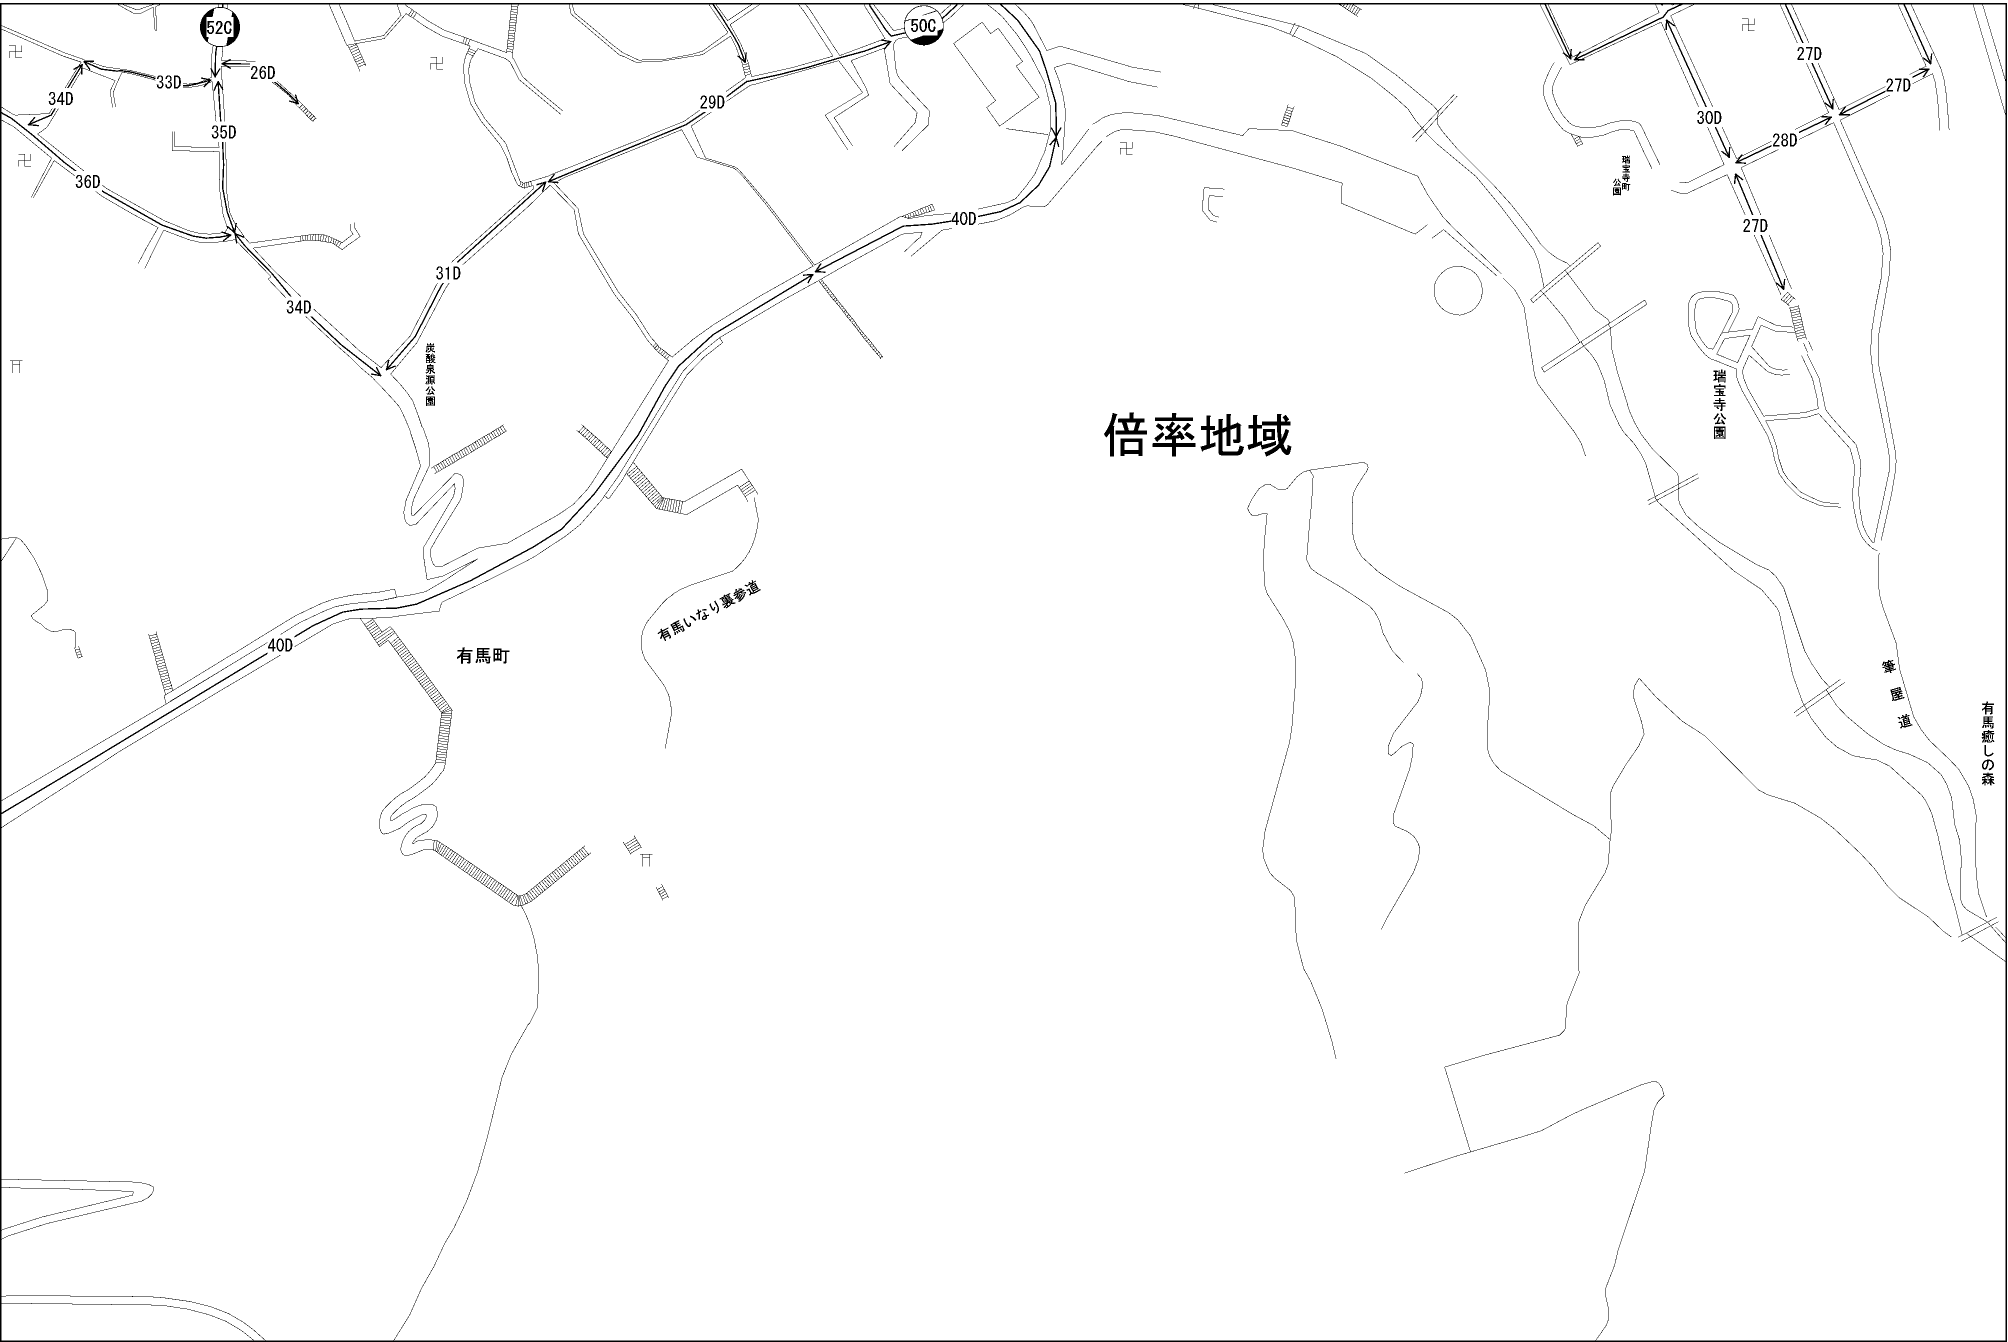 52C
50C
33D
26D
34D
35D
36D
29D
31D
34D
40D
27D
27D
30D
28D
27D
瑞宝寺町
公園
炭酸泉源公園
瑞宝寺公園
倍率地域
有馬いなり裏参道
40D
有馬町
筆屋道
有馬癒しの森